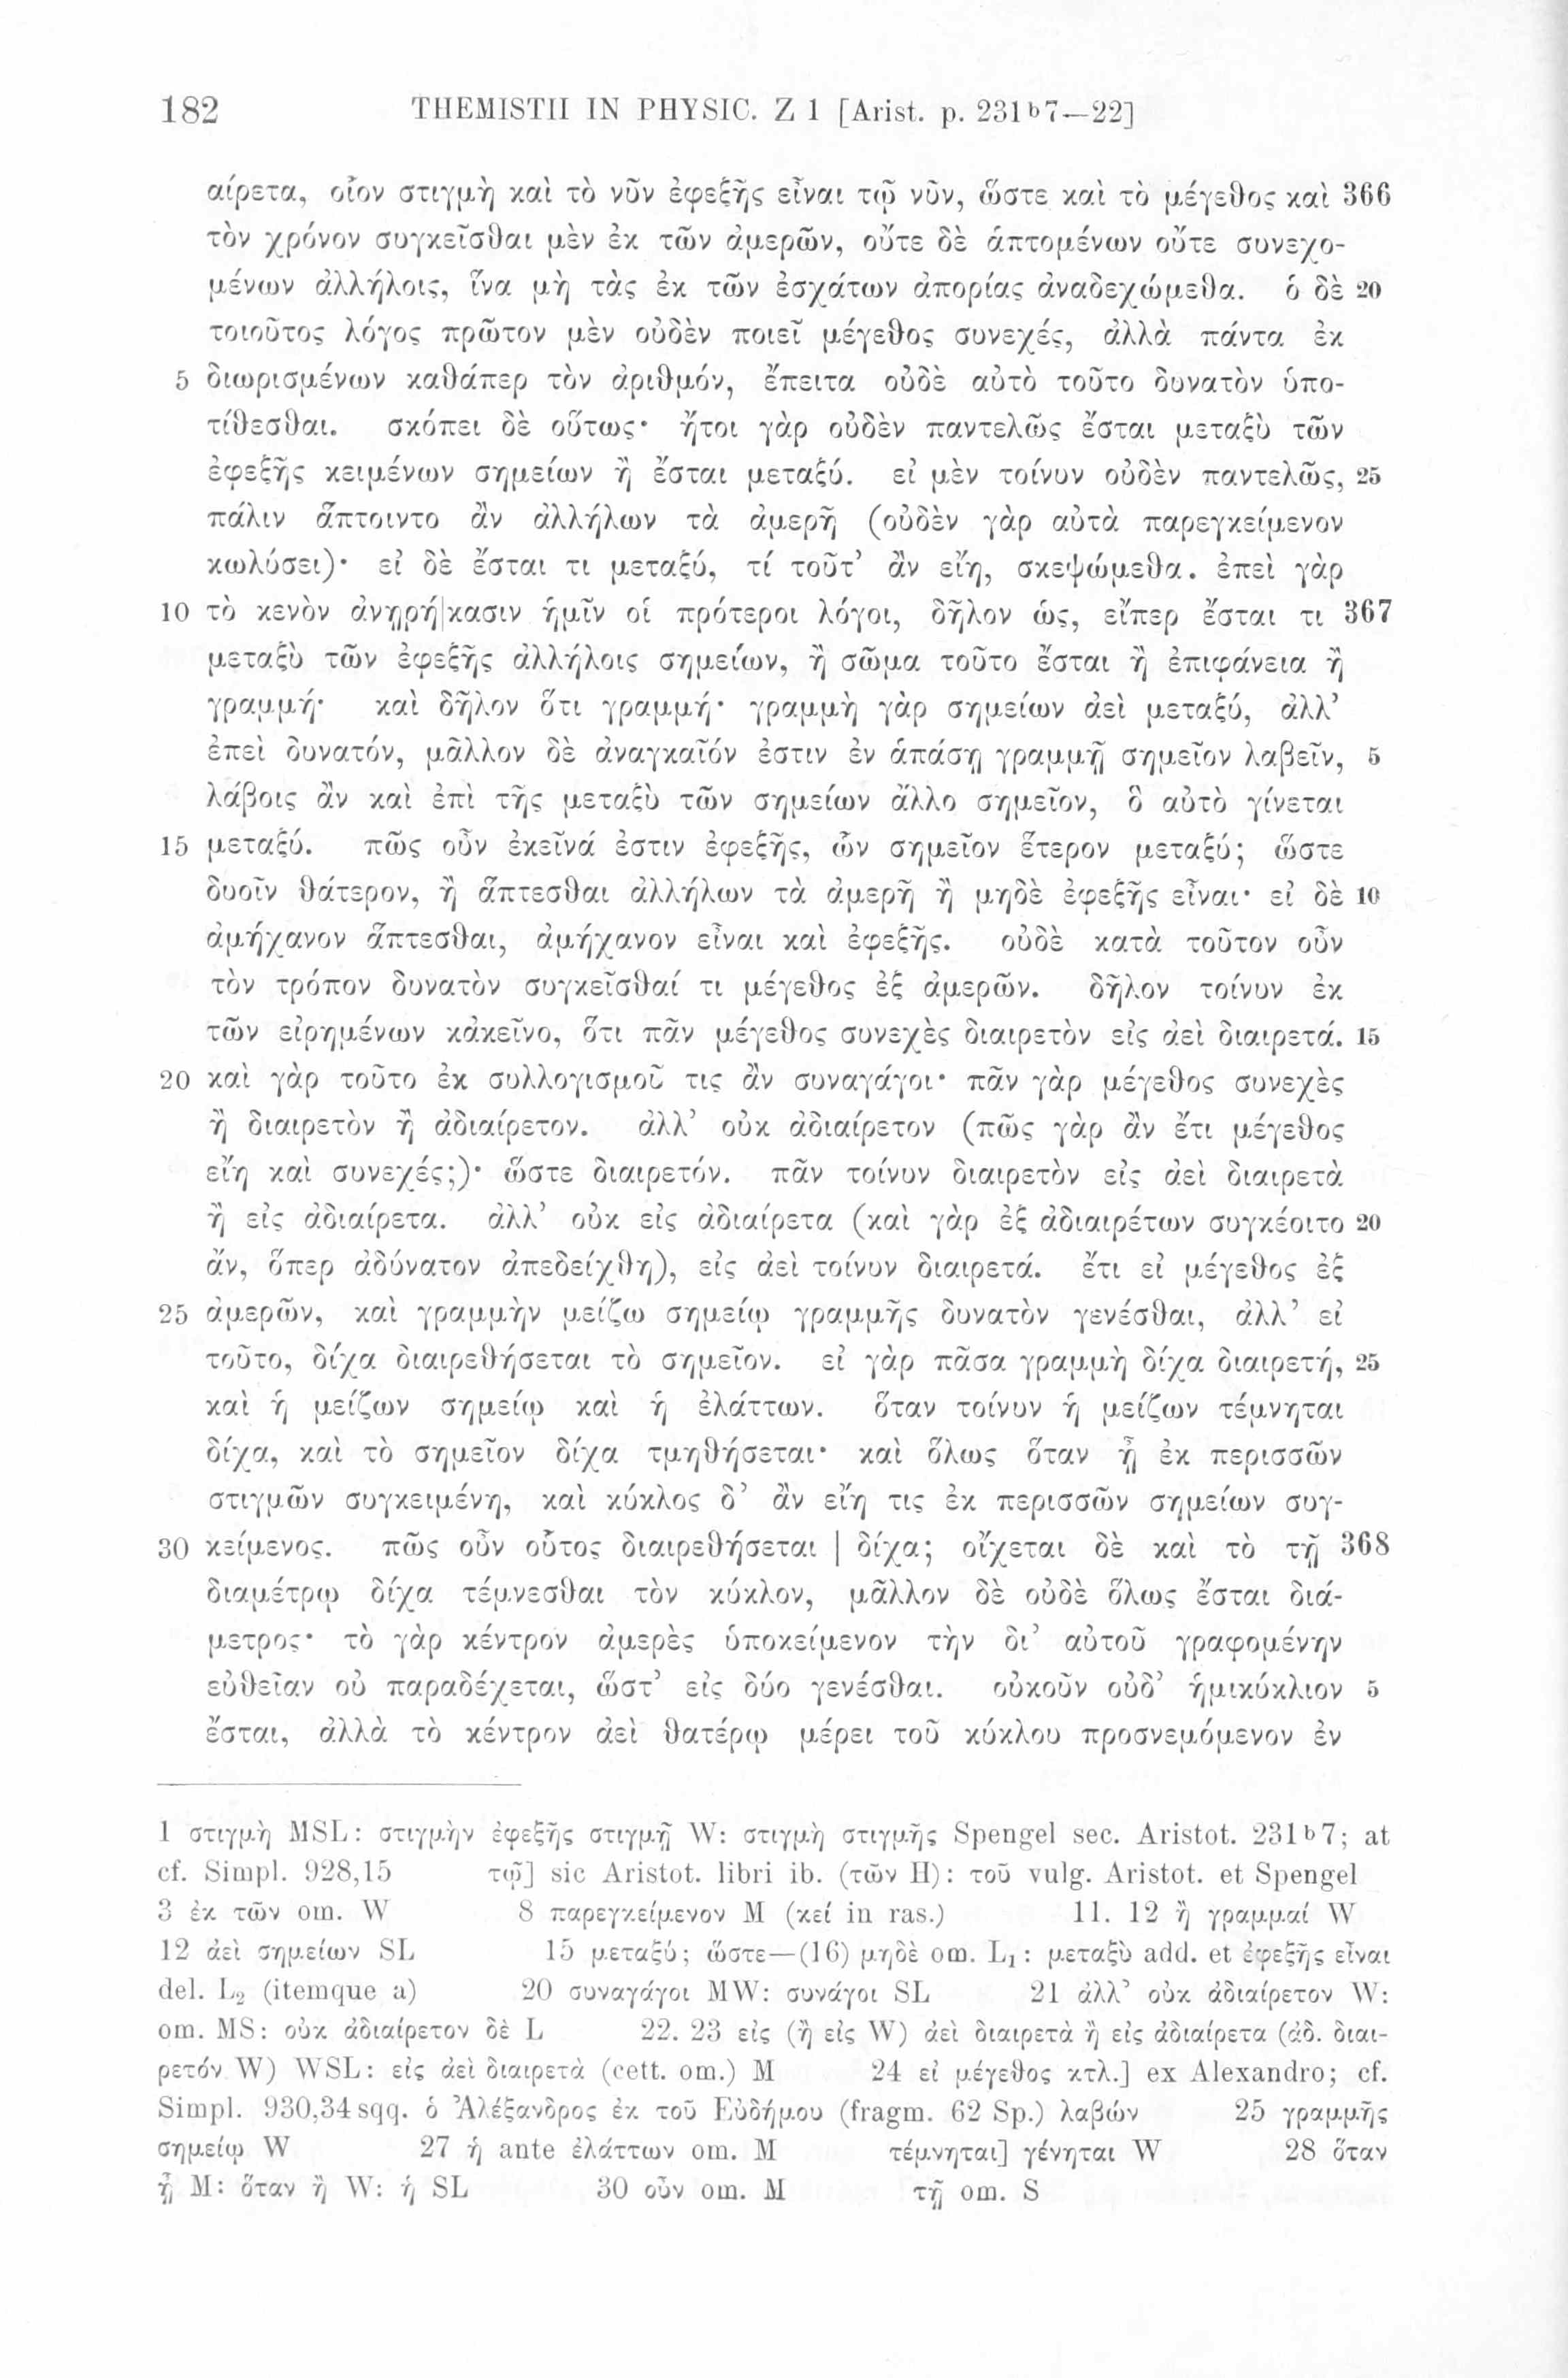 182 THEMISTII IN PHYSIC. Z 1 [Arist. p. 231ᵇ7—22]
αίρετα, οἷον στιγμὴ καὶ τὸ νῦν ἐφεξῆς εἶναι τῷ νῦν, ὥστε καὶ τὸ μέγεθος καὶ 366
τὸν χρόνον συγκεῖσθαι μὲν ἐκ τῶν ἀμερῶν, οὔτε δὲ ἁπτομένων οὔτε συνεχο-
μένων ἀλλήλοις, ἵνα μὴ τὰς ἐκ τῶν ἐσχάτων ἀπορίας ἀναδεχώμεθα. ὁ δὲ 20
τοιοῦτος λόγος πρῶτον μὲν οὐδὲν ποιεῖ μέγεθος συνεχές, ἀλλὰ πάντα ἐκ
5 διωρισμένων καθάπερ τὸν ἀριθμόν, ἔπειτα οὐδὲ αὐτὸ τοῦτο δυνατὸν ὑπο-
τίθεσθαι. σκόπει δὲ οὕτως· ἤτοι γὰρ οὐδὲν παντελῶς ἔσται μεταξὺ τῶν
ἐφεξῆς κειμένων σημείων ἢ ἔσται μεταξύ. εἰ μὲν τοίνυν οὐδὲν παντελῶς, 25
πάλιν ἅπτοιντο ἂν ἀλλήλων τὰ ἀμερῆ (οὐδὲν γὰρ αὐτὰ παρεγκείμενον
κωλύσει)· εἰ δὲ ἔσται τι μεταξύ, τί τοῦτ’ ἂν εἴη, σκεψώμεθα. ἐπεὶ γὰρ
10 τὸ κενὸν ἀνῃρή|κασιν ἡμῖν οἱ πρότεροι λόγοι, δῆλον ὡς, εἴπερ ἔσται τι 367
μεταξὺ τῶν ἐφεξῆς ἀλλήλοις σημείων, ἢ σῶμα τοῦτο ἔσται ἢ ἐπιφάνεια ἢ
γραμμή· καὶ δῆλον ὅτι γραμμή· γραμμὴ γὰρ σημείων ἀεὶ μεταξύ, ἀλλ’
ἐπεὶ δυνατόν, μᾶλλον δὲ ἀναγκαῖόν ἐστιν ἐν ἁπάσῃ γραμμῇ σημεῖον λαβεῖν, 5
λάβοις ἂν καὶ ἐπὶ τῆς μεταξὺ τῶν σημείων ἄλλο σημεῖον, ὃ αὐτὸ γίνεται
15 μεταξύ. πῶς οὖν ἐκεῖνά ἐστιν ἐφεξῆς, ὧν σημεῖον ἕτερον μεταξύ; ὥστε
δυοῖν θάτερον, ἢ ἅπτεσθαι ἀλλήλων τὰ ἀμερῆ ἢ μηδὲ ἐφεξῆς εἶναι· εἰ δὲ 10
ἀμήχανον ἅπτεσθαι, ἀμήχανον εἶναι καὶ ἐφεξῆς. οὐδὲ κατὰ τοῦτον οὖν
τὸν τρόπον δυνατὸν συγκεῖσθαί τι μέγεθος ἐξ ἀμερῶν. δῆλον τοίνυν ἐκ
τῶν εἰρημένων κἀκεῖνο, ὅτι πᾶν μέγεθος συνεχὲς διαιρετὸν εἰς ἀεὶ διαιρετά. 15
20 καὶ γὰρ τοῦτο ἐκ συλλογισμοῦ τις ἂν συναγάγοι· πᾶν γὰρ μέγεθος συνεχὲς
ἢ διαιρετὸν ἢ ἀδιαίρετον. ἀλλ’ οὐκ ἀδιαίρετον (πῶς γὰρ ἂν ἔτι μέγεθος
εἴη καὶ συνεχές;)· ὥστε διαιρετόν. πᾶν τοίνυν διαιρετὸν εἰς ἀεὶ διαιρετὰ
ἢ εἰς ἀδιαίρετα. ἀλλ’ οὐκ εἰς ἀδιαίρετα (καὶ γὰρ ἐξ ἀδιαιρέτων συγκέοιτο 20
ἄν, ὅπερ ἀδύνατον ἀπεδείχθη), εἰς ἀεὶ τοίνυν διαιρετά. ἔτι εἰ μέγεθος ἐξ
25 ἀμερῶν, καὶ γραμμὴν μείζω σημείῳ γραμμῆς δυνατὸν γενέσθαι, ἀλλ’ εἰ
τοῦτο, δίχα διαιρεθήσεται τὸ σημεῖον. εἰ γὰρ πᾶσα γραμμὴ δίχα διαιρετή, 25
καὶ ἡ μείζων σημείῳ καὶ ἡ ἐλάττων. ὅταν τοίνυν ἡ μείζων τέμνηται
δίχα, καὶ τὸ σημεῖον δίχα τμηθήσεται· καὶ ὅλως ὅταν ᾖ ἐκ περισσῶν
στιγμῶν συγκειμένη, καὶ κύκλος δ’ ἂν εἴη τις ἐκ περισσῶν σημείων συγ-
30 κείμενος. πῶς οὖν οὗτος διαιρεθήσεται | δίχα; οἴχεται δὲ καὶ τὸ τῇ 368
διαμέτρῳ δίχα τέμνεσθαι τὸν κύκλον, μᾶλλον δὲ οὐδὲ ὅλως ἔσται διά-
μετρος· τὸ γὰρ κέντρον ἀμερὲς ὑποκείμενον τὴν δι’ αὐτοῦ γραφομένην
εὐθεῖαν οὐ παραδέχεται, ὥστ’ εἰς δύο γενέσθαι. οὐκοῦν οὐδ’ ἡμικύκλιον 5
ἔσται, ἀλλὰ τὸ κέντρον ἀεὶ θατέρῳ μέρει τοῦ κύκλου προσνεμόμενον ἐν
1 στιγμὴ MSL: στιγμὴν ἐφεξῆς στιγμῇ W: στιγμὴ στιγμῆς Spengel sec. Aristot. 231ᵇ7; at
cf. Simpl. 928,15 τῷ] sic Aristot. libri ib. (τῶν H): τοῦ vulg. Aristot. et Spengel
3 ἐκ τῶν om. W 8 παρεγκείμενον M (κεί in ras.) 11. 12 ἢ γραμμαί W
12 ἀεὶ σημείων SL 15 μεταξύ; ὥστε—(16) μηδὲ om. L₁: μεταξὺ add. et ἐφεξῆς εἶναι
del. L₂ (itemque a) 20 συναγάγοι MW: συνάγοι SL 21 ἀλλ’ οὐκ ἀδιαίρετον W:
om. MS: οὐκ ἀδιαίρετον δὲ L 22. 23 εἰς (ἢ εἰς W) ἀεὶ διαιρετὰ ἢ εἰς ἀδιαίρετα (ἀδ. διαι-
ρετόν W) WSL: εἰς ἀεὶ διαιρετὰ (cett. om.) M 24 εἰ μέγεθος κτλ.] ex Alexandro; cf.
Simpl. 930,34 sqq. ὁ Ἀλέξανδρος ἐκ τοῦ Εὐδήμου (fragm. 62 Sp.) λαβών 25 γραμμῆς
σημείῳ W 27 ἡ ante ἐλάττων om. M τέμνηται] γένηται W 28 ὅταν
ᾖ M: ὅταν ἢ W: ἡ SL 30 οὖν om. M τῇ om. S